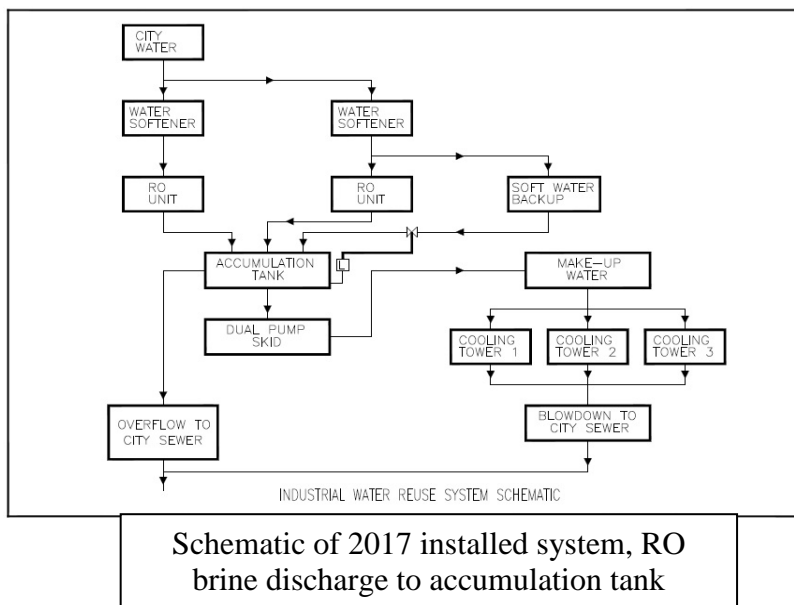 CITY
WATER
WATER
SOFTENER
WATER
SOFTENER
RO
UNIT
RO
UNIT
SOFT WATER
BACKUP
ACCUMULATION
TANK
L
MAKE-UP
WATER
DUAL PUMP
SKID
COOLING
TOWER 1
COOLING
TOWER 2
COOLING
TOWER 3
OVERFLOW TO
CITY SEWER
BLOWDOWN TO
CITY SEWER
INDUSTRIAL WATER REUSE SYSTEM SCHEMATIC
Schematic of 2017 installed system, RO
brine discharge to accumulation tank